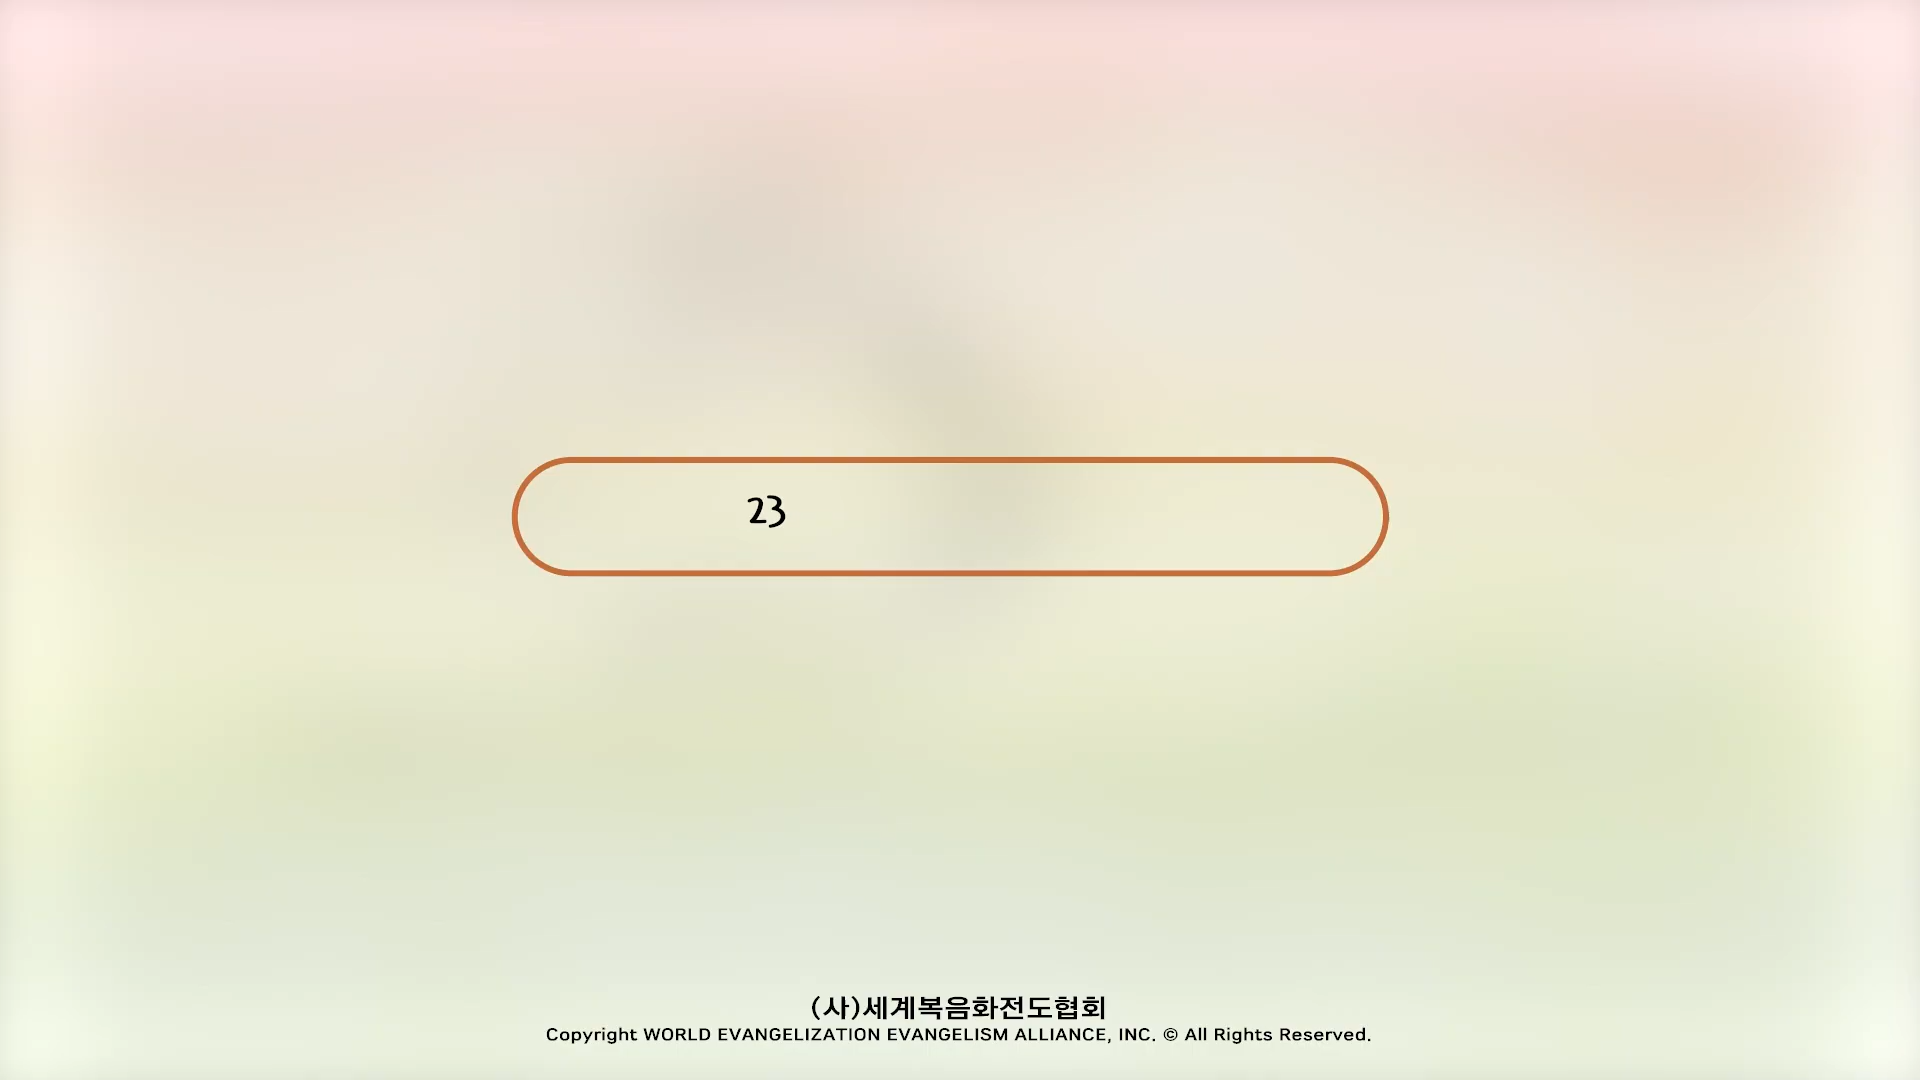 23
(사)세계복음화전도협회
Copyright WORLD EVANGELIZATION EVANGELISM ALLIANCE, INC. © All Rights Reserved.